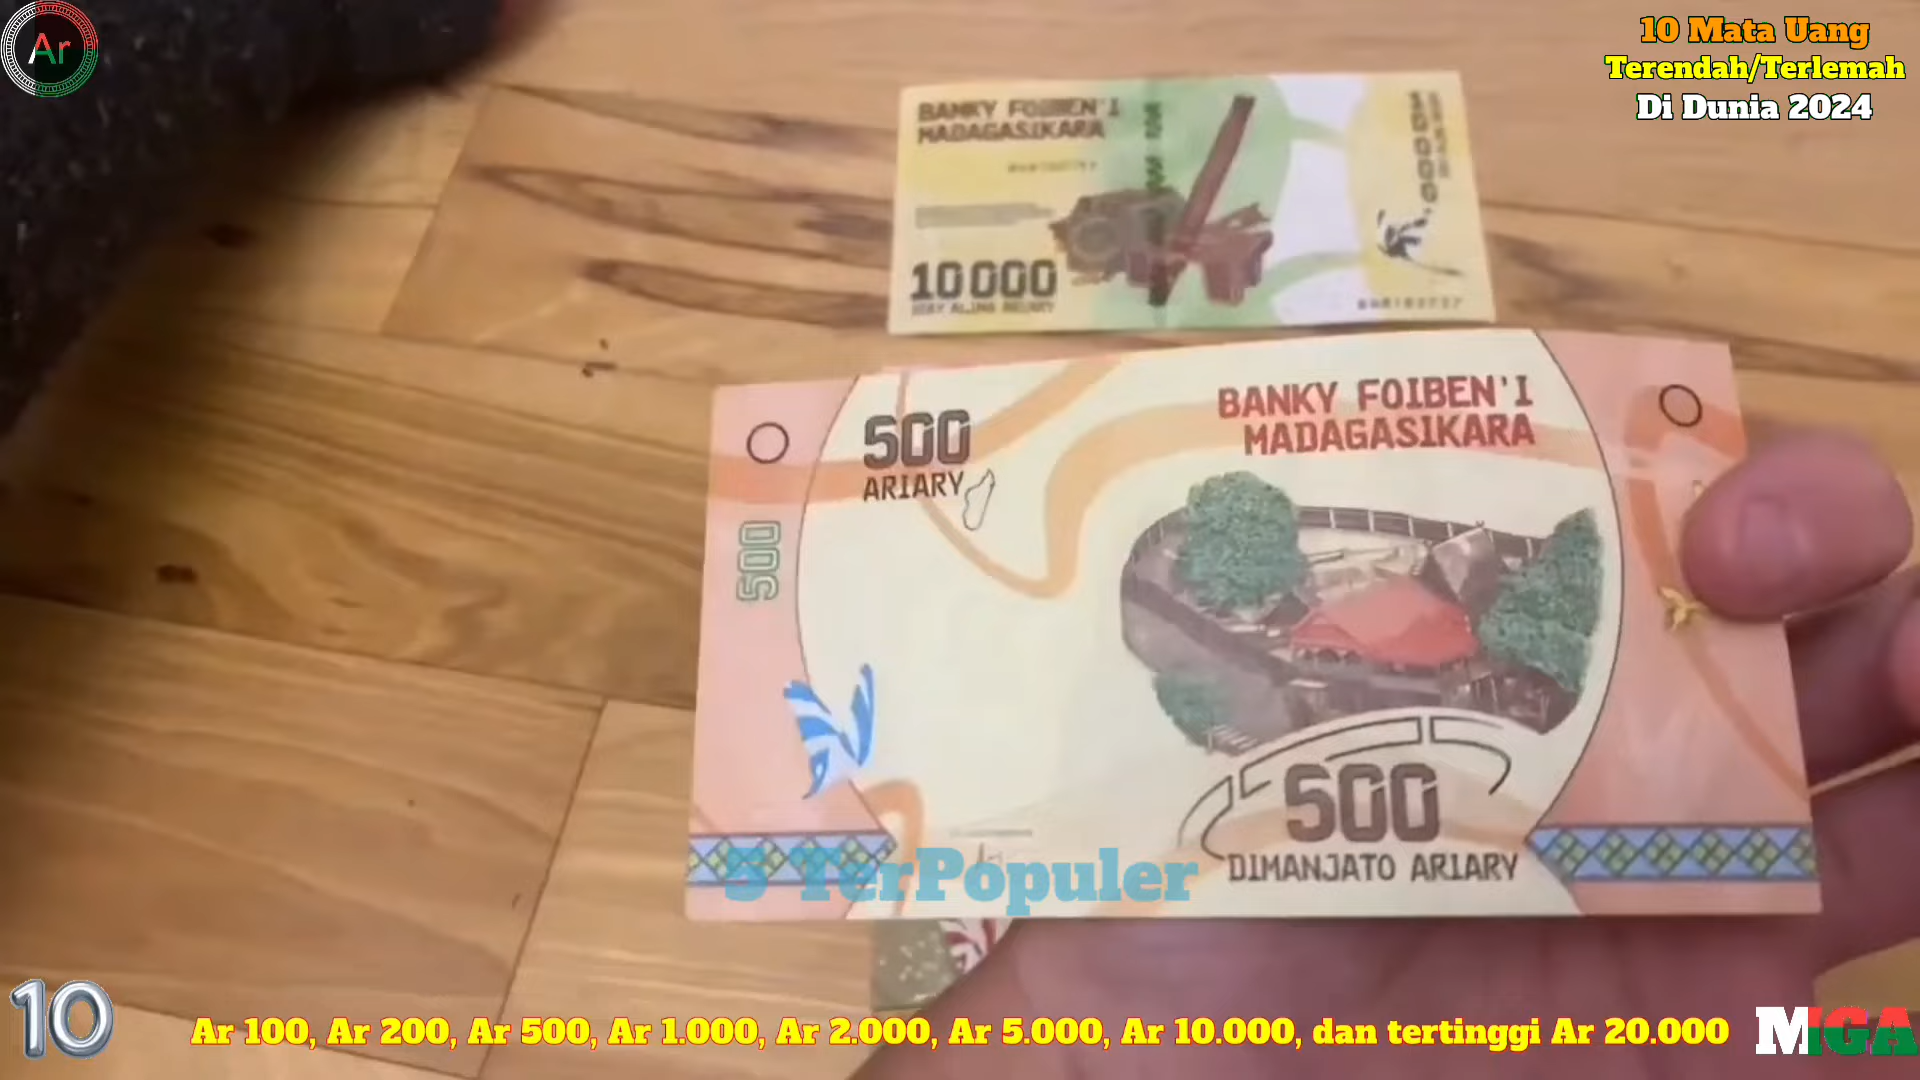 Ar
10 Mata Uang
Terendah/Terlemah
Di Dunia 2024
BANKY FOIBEN'I
MADAGASIKARA
10 000
500
ARIARY
BANKY FOIBEN'I
MADAGASIKARA
500
500
DIMANJATO ARIARY
5 TerPopuler
10
Ar 100, Ar 200, Ar 500, Ar 1.000, Ar 2.000, Ar 5.000, Ar 10.000, dan tertinggi Ar 20.000
MGA